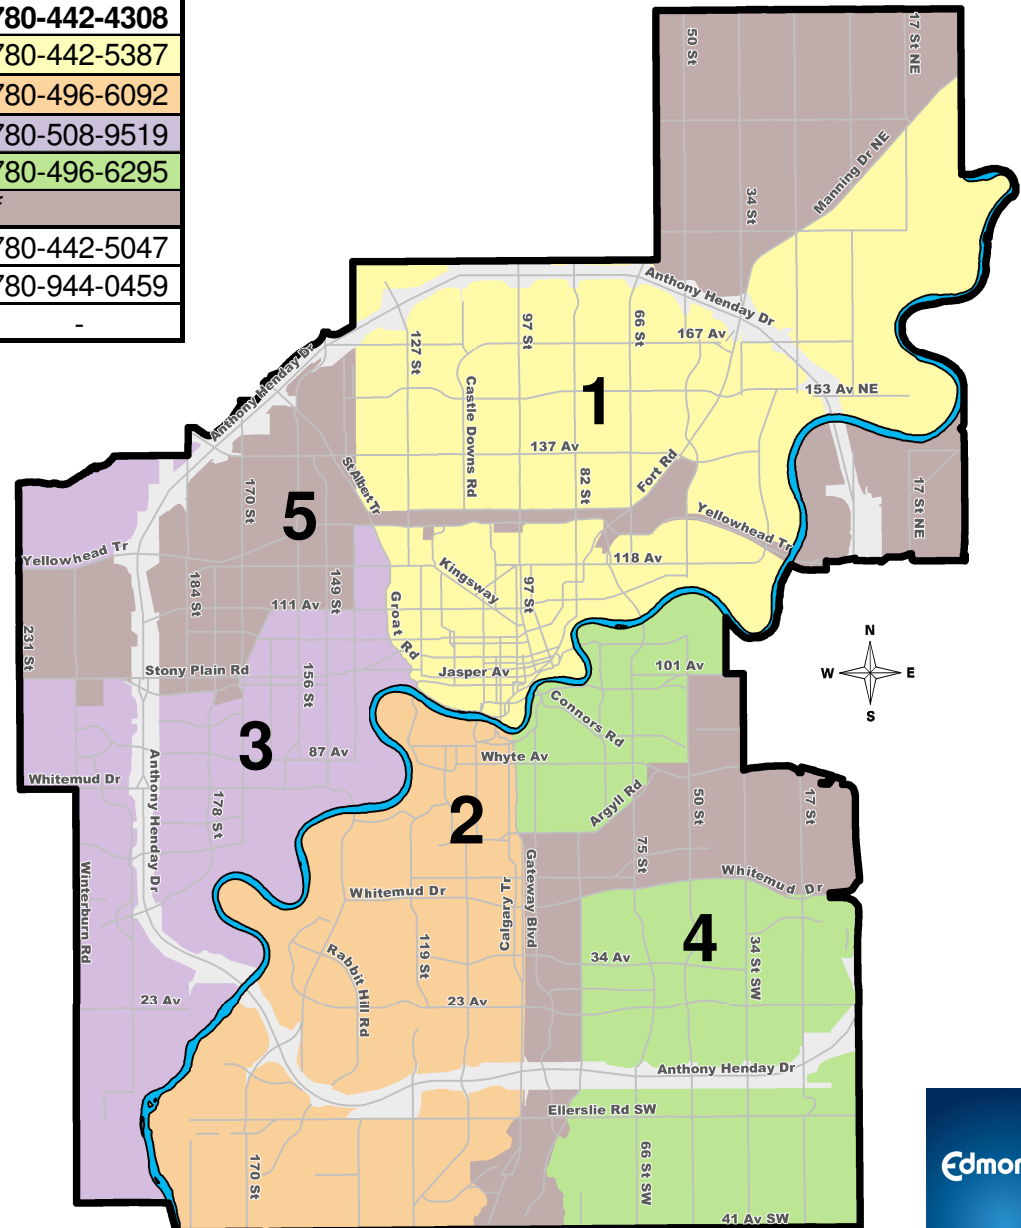 780-442-4308
780-442-5387
780-496-6092
780-508-9519
780-496-6295
780-442-5047
780-944-0459
-
50 St
17 St NE
Manning Dr NE
34 St
Anthony Henday Dr
167 Av
66 St
97 St
127 St
Castle Downs Rd
1
153 Av NE
Anthony Henday Dr
137 Av
82 St
Fort Rd
St Albert Tr
170 St
5
17 St NE
Yellowhead Tr
Yellowhead Tr
118 Av
Kingsway
97 St
184 St
149 St
111 Av
Groat Rd
231 St
N
W
E
S
Stony Plain Rd
156 St
Jasper Av
101 Av
Connors Rd
3
87 Av
Whyte Av
Whitemud Dr
Anthony Henday Dr
178 St
2
Argyll Rd
50 St
17 St
75 St
Winterburn Rd
Whitemud Dr
Calgary Tr
Gateway Blvd
Whitemud Dr
4
119 St
Rabbit Hill Rd
34 Av
34 St SW
23 Av
23 Av
Anthony Henday Dr
Ellerslie Rd SW
170 St
66 St SW
41 Av SW